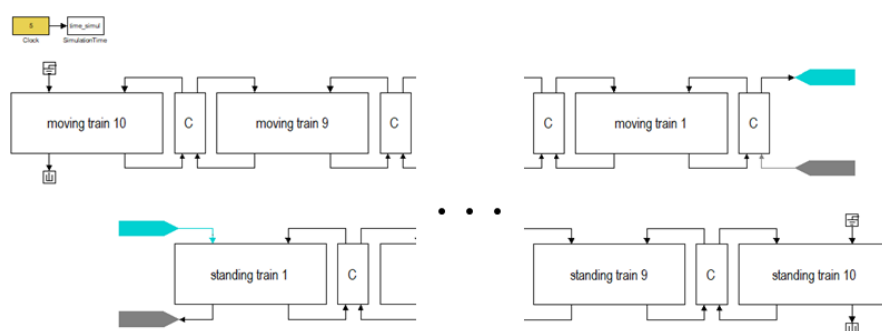 5
time_simul
Clock
SimulationTime
moving train 10
C
moving train 9
C
C
moving train 1
C
• • •
standing train 1
C
standing train 9
C
standing train 10